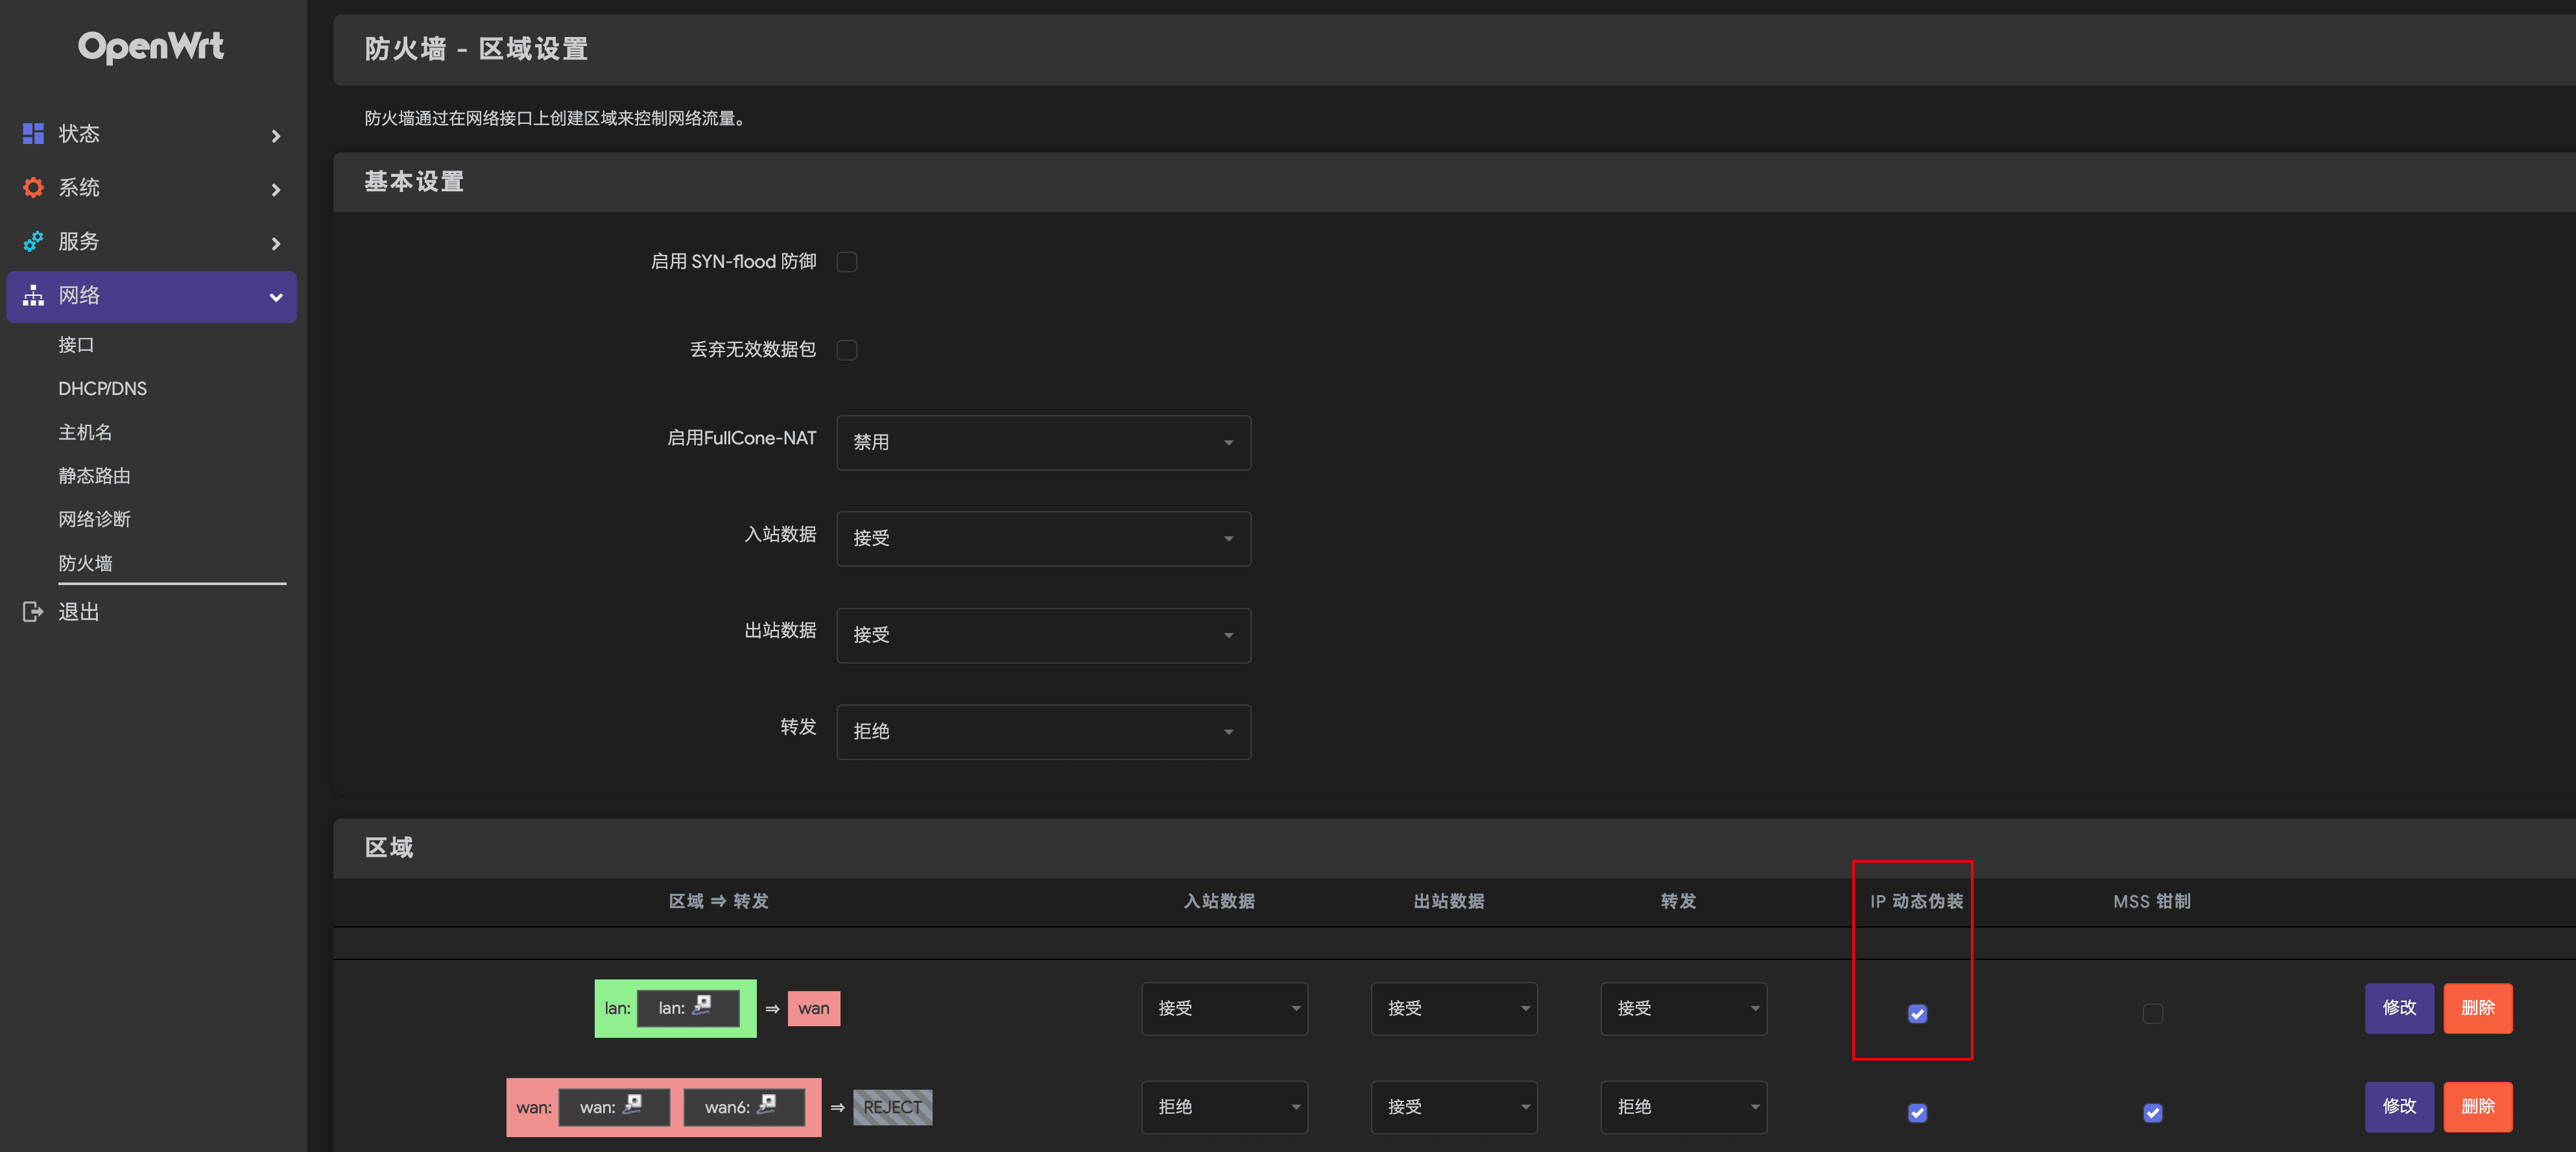 OpenWrt
状态
系统
服务
网络
接口
DHCP/DNS
主机名
静态路由
网络诊断
防火墙
退出
防火墙 - 区域设置
防火墙通过在网络接口上创建区域来控制网络流量。
基本设置
启用 SYN-flood 防御
丢弃无效数据包
启用FullCone-NAT 禁用
入站数据 接受
出站数据 接受
转发 拒绝
区域
区域 ⇒ 转发 入站数据 出站数据 转发 IP 动态伪装 MSS 钳制
lan: lan: ⇒ wan 接受 接受 接受 修改 删除
wan: wan: wan6: ⇒ REJECT 拒绝 接受 拒绝 修改 删除